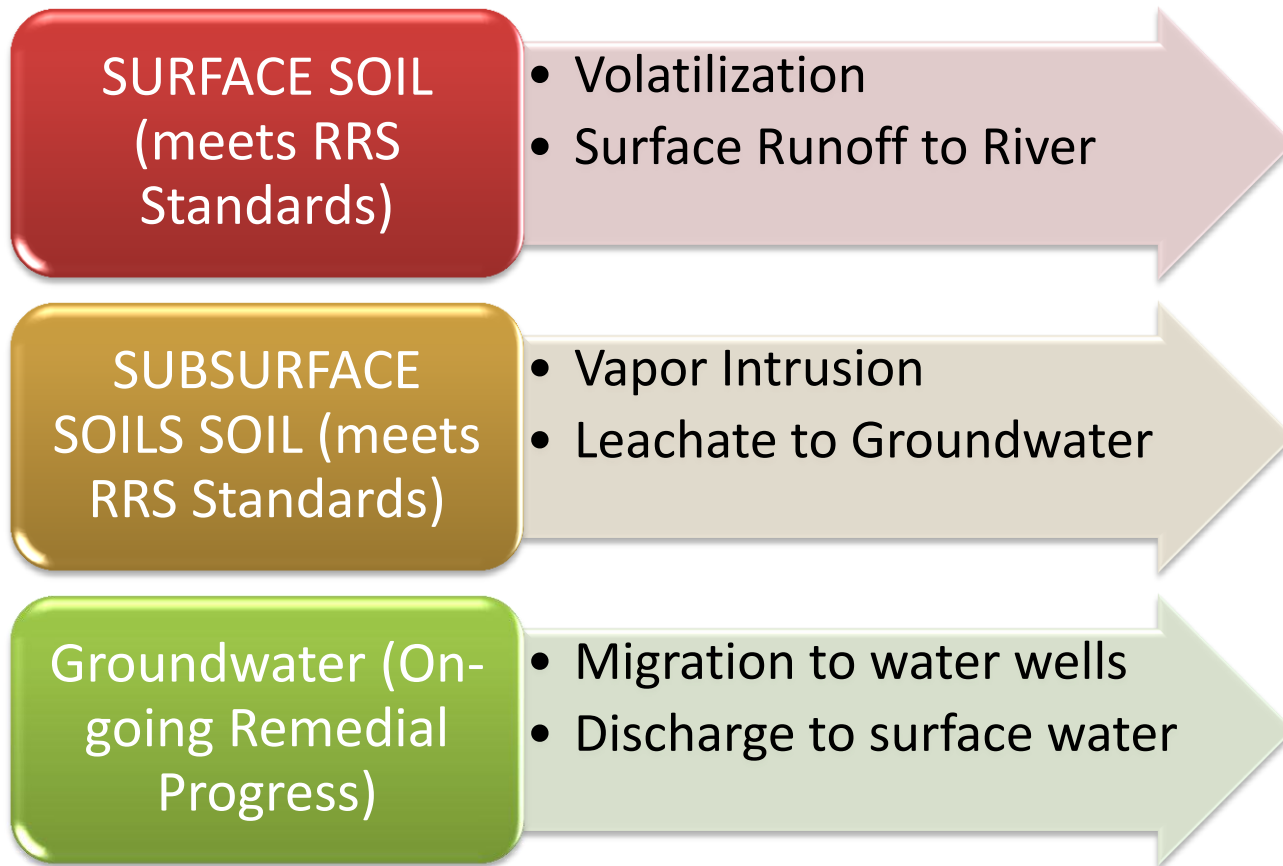 SURFACE SOIL
(meets RRS
Standards)
• Volatilization
• Surface Runoff to River
SUBSURFACE
SOILS SOIL (meets
RRS Standards)
• Vapor Intrusion
• Leachate to Groundwater
Groundwater (On-
going Remedial
Progress)
• Migration to water wells
• Discharge to surface water